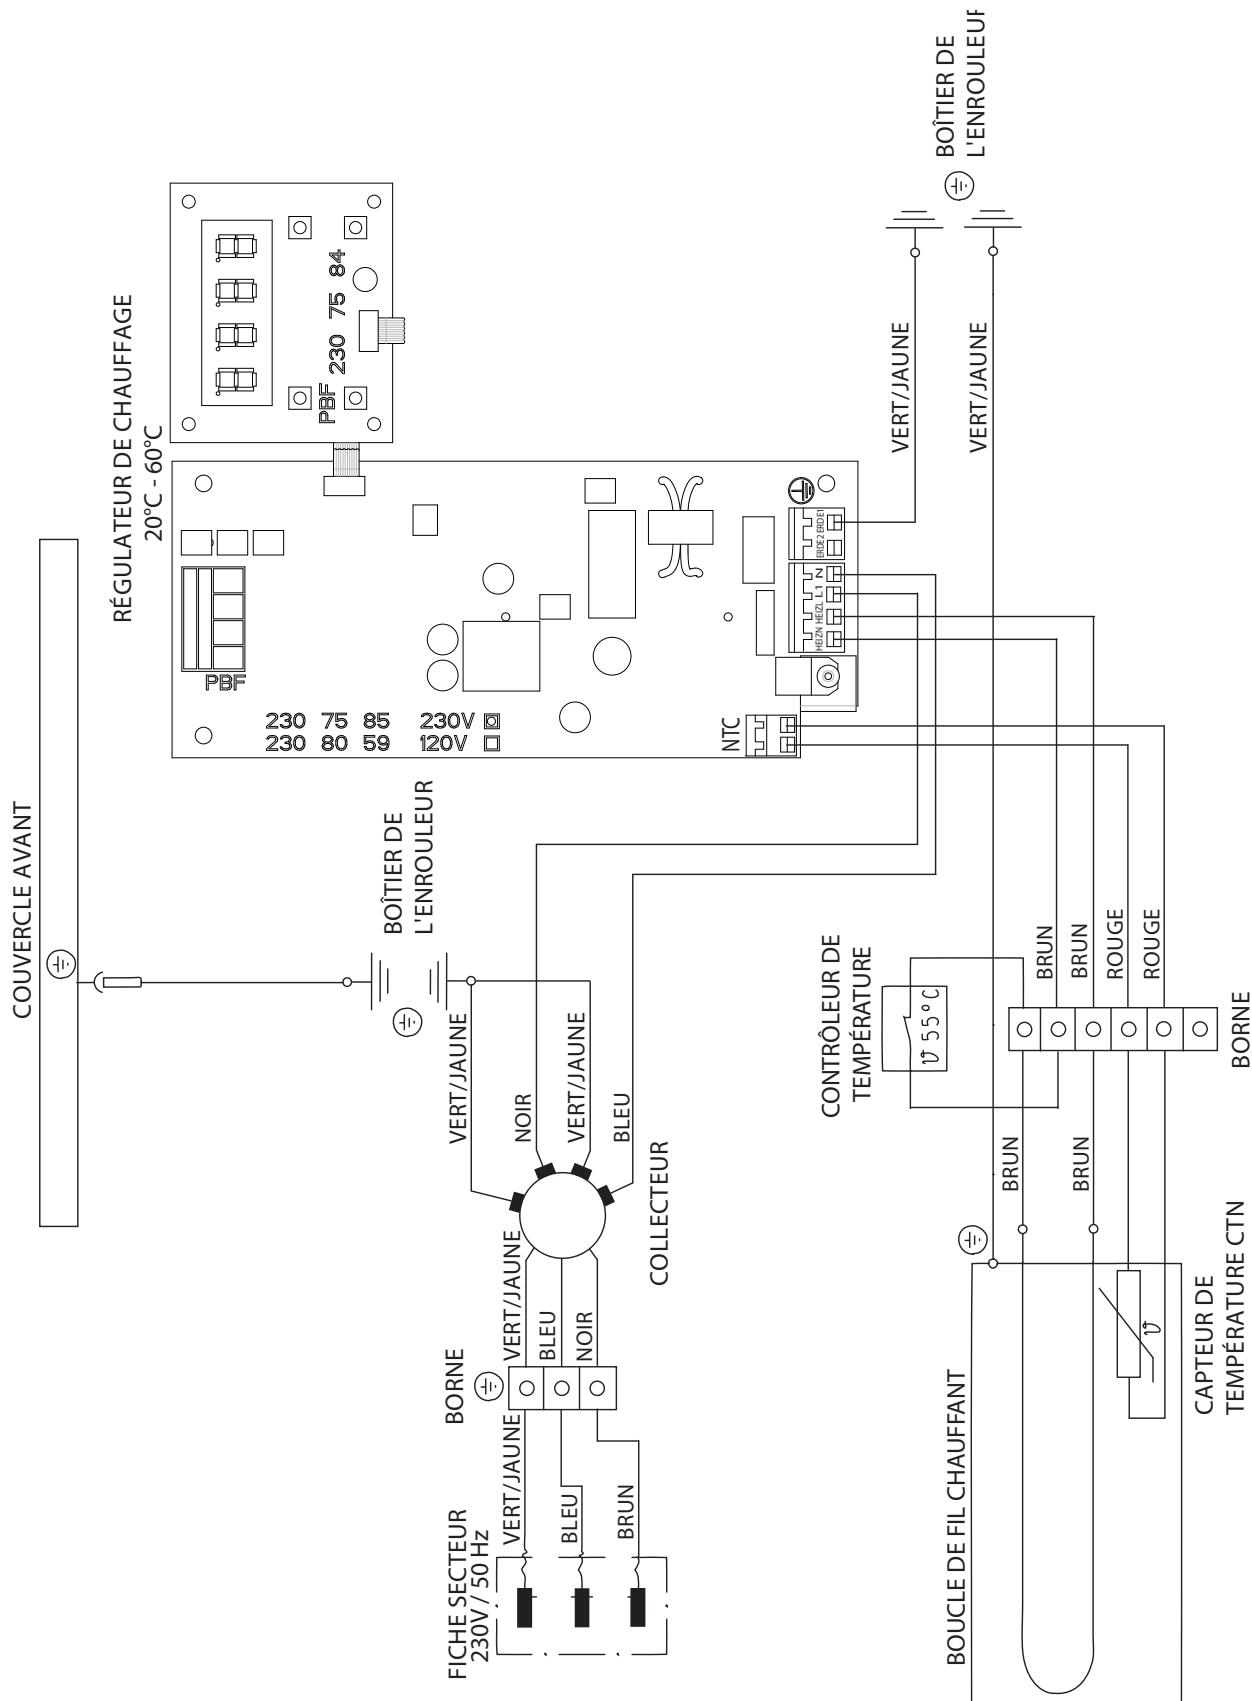 COUVERCLE AVANT
RÉGULATEUR DE CHAUFFAGE
20°C - 60°C
PBF
230 75 84
PBF
230 75 85 230V
230 80 59 120V
NTC
HEIZN HEIZL L1 N
ERDE2 ERDE1
BOÎTIER DE
L'ENROULEUR
VERT/JAUNE
VERT/JAUNE
BOÎTIER DE
L'ENROULEUR
VERT/JAUNE
NOIR
VERT/JAUNE
BLEU
COLLECTEUR
VERT/JAUNE
BLEU
NOIR
BORNE
VERT/JAUNE
BLEU
BRUN
FICHE SECTEUR
230V / 50 Hz
CONTRÔLEUR DE
TEMPÉRATURE
ϑ 55°C
BRUN
BRUN
ROUGE
ROUGE
BORNE
BRUN
BRUN
BOUCLE DE FIL CHAUFFANT
ϑ
CAPTEUR DE
TEMPÉRATURE CTN